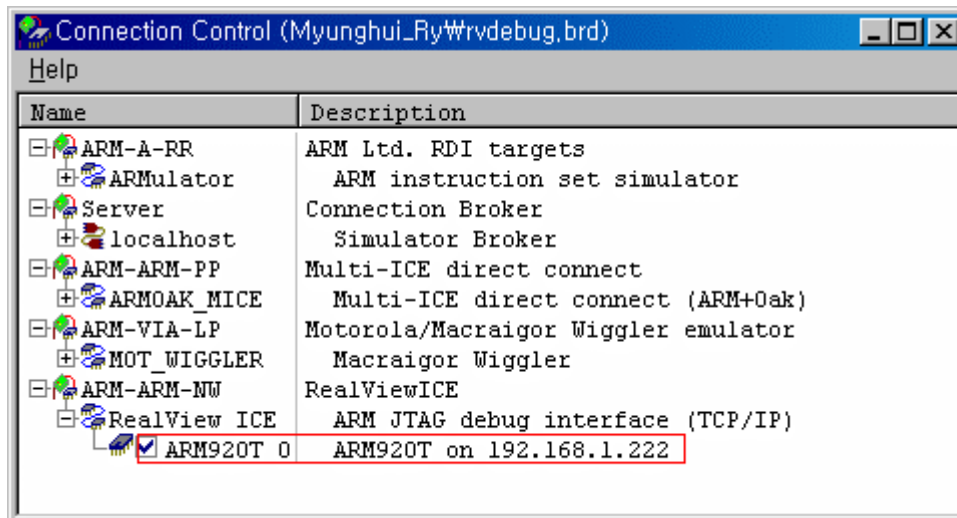 Connection Control (Myunghui_Ry₩rvdebug,brd)
Help
Name Description
ARM-A-RR ARM Ltd. RDI targets
ARMulator ARM instruction set simulator
Server Connection Broker
localhost Simulator Broker
ARM-ARM-PP Multi-ICE direct connect
ARMOAK_MICE Multi-ICE direct connect (ARM+Oak)
ARM-VIA-LP Motorola/Macraigor Wiggler emulator
MOT_WIGGLER Macraigor Wiggler
ARM-ARM-NW RealViewICE
RealView ICE ARM JTAG debug interface (TCP/IP)
ARM920T 0 ARM920T on 192.168.1.222